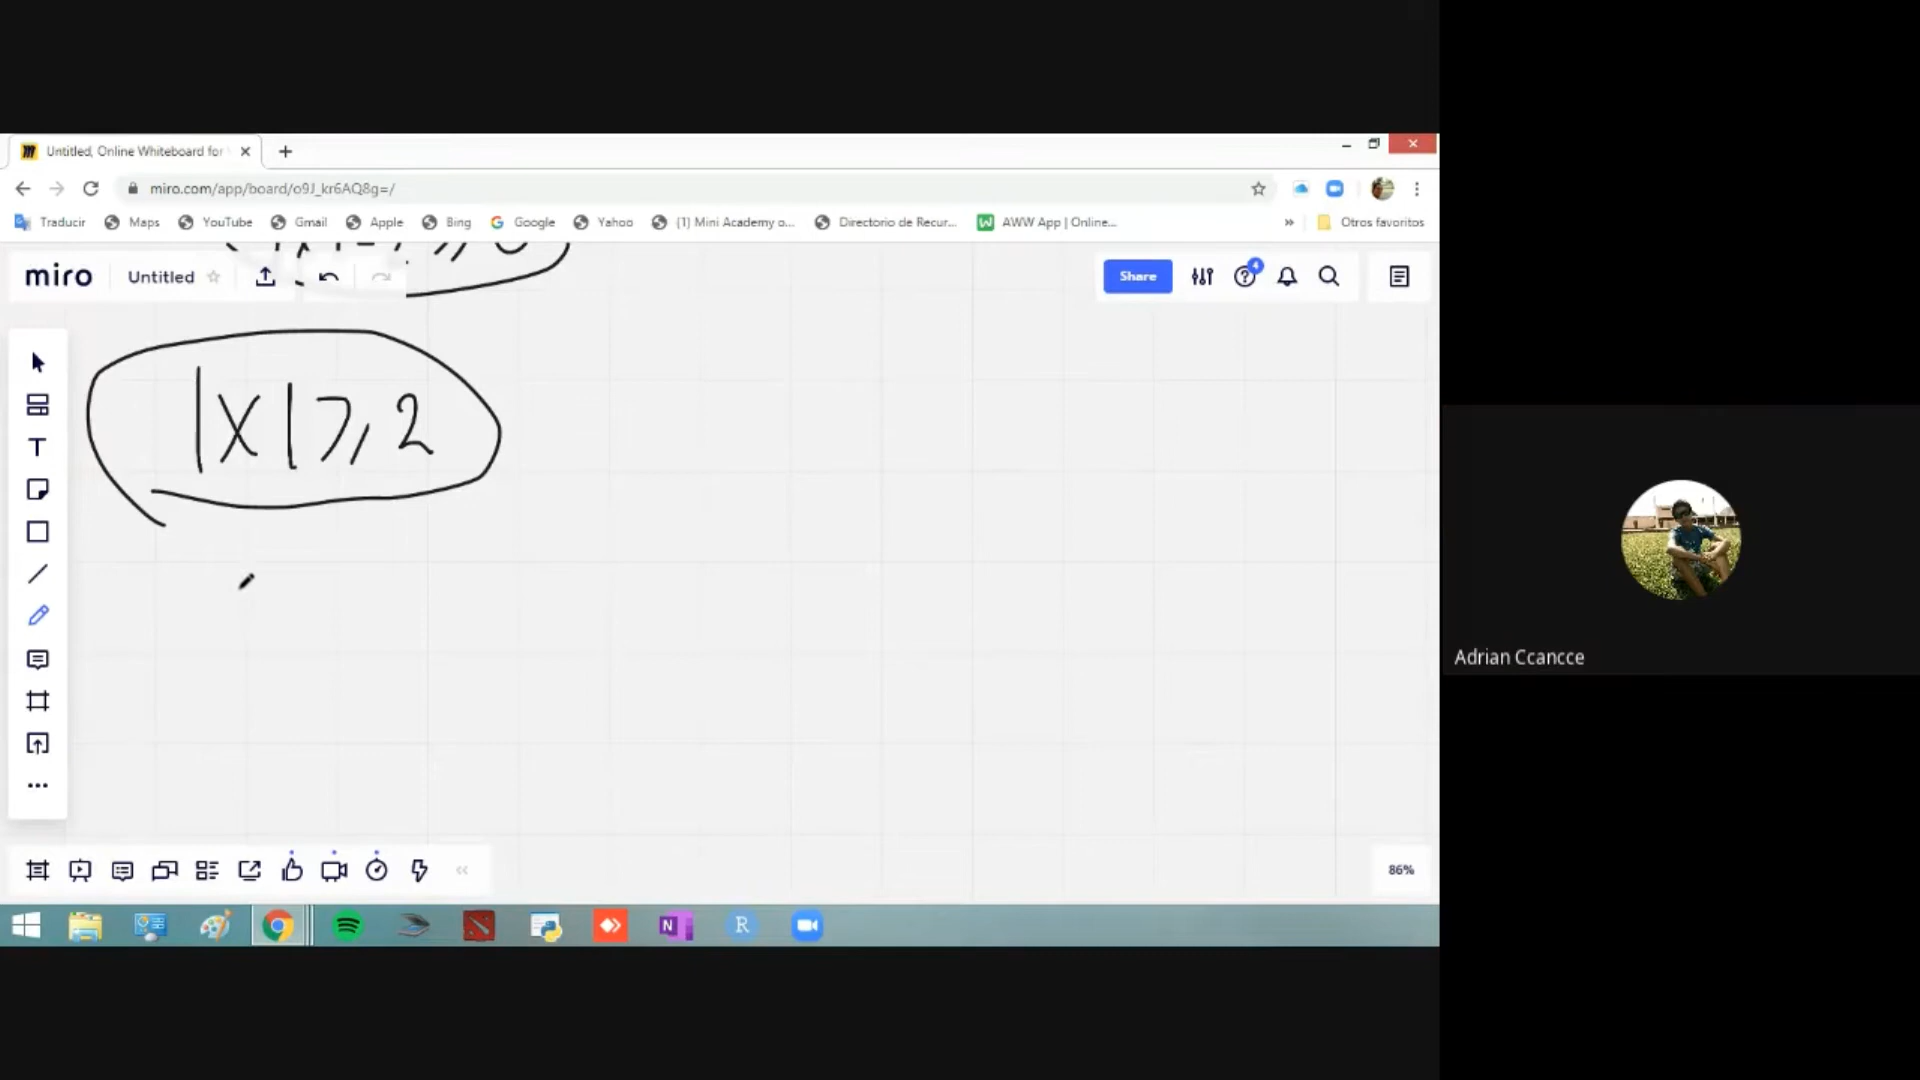 Untitled, Online Whiteboard for
miro.com/app/board/o9J_kr6AQ8g=/
Traducir Maps YouTube Gmail Apple Bing Google Yahoo (1) Mini Academy o... Directorio de Recur... AWW App | Online... » Otros favoritos
miro Untitled Share 4
|x| ⩾ 2
T
Adrian Ccancce
86%
N R